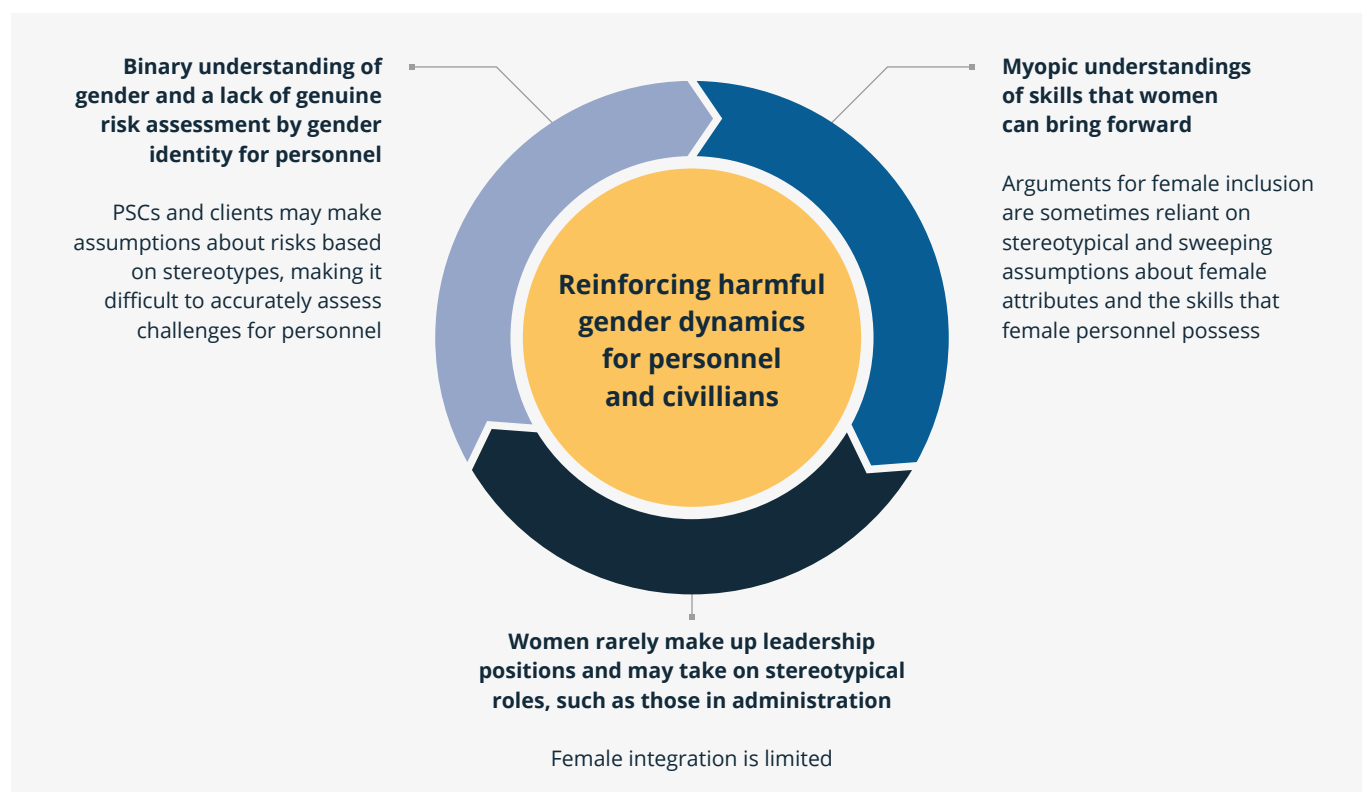 Binary understanding of
gender and a lack of genuine
risk assessment by gender
identity for personnel
PSCs and clients may make
assumptions about risks based
on stereotypes, making it
difficult to accurately assess
challenges for personnel
Myopic understandings
of skills that women
can bring forward
Arguments for female inclusion
are sometimes reliant on
stereotypical and sweeping
assumptions about female
attributes and the skills that
female personnel possess
Reinforcing harmful
gender dynamics
for personnel
and civillians
Women rarely make up leadership
positions and may take on stereotypical
roles, such as those in administration
Female integration is limited